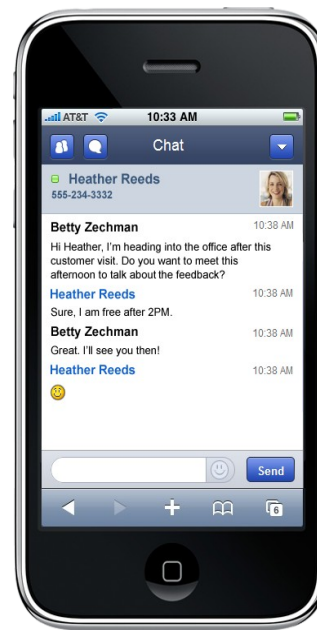 AT&T 10:33 AM
Chat
Heather Reeds
555-234-3332
Betty Zechman 10:38 AM
Hi Heather, I'm heading into the office after this
customer visit. Do you want to meet this
afternoon to talk about the feedback?
Heather Reeds 10:38 AM
Sure, I am free after 2PM.
Betty Zechman 10:38 AM
Great. I'll see you then!
Heather Reeds 10:38 AM
Send
6